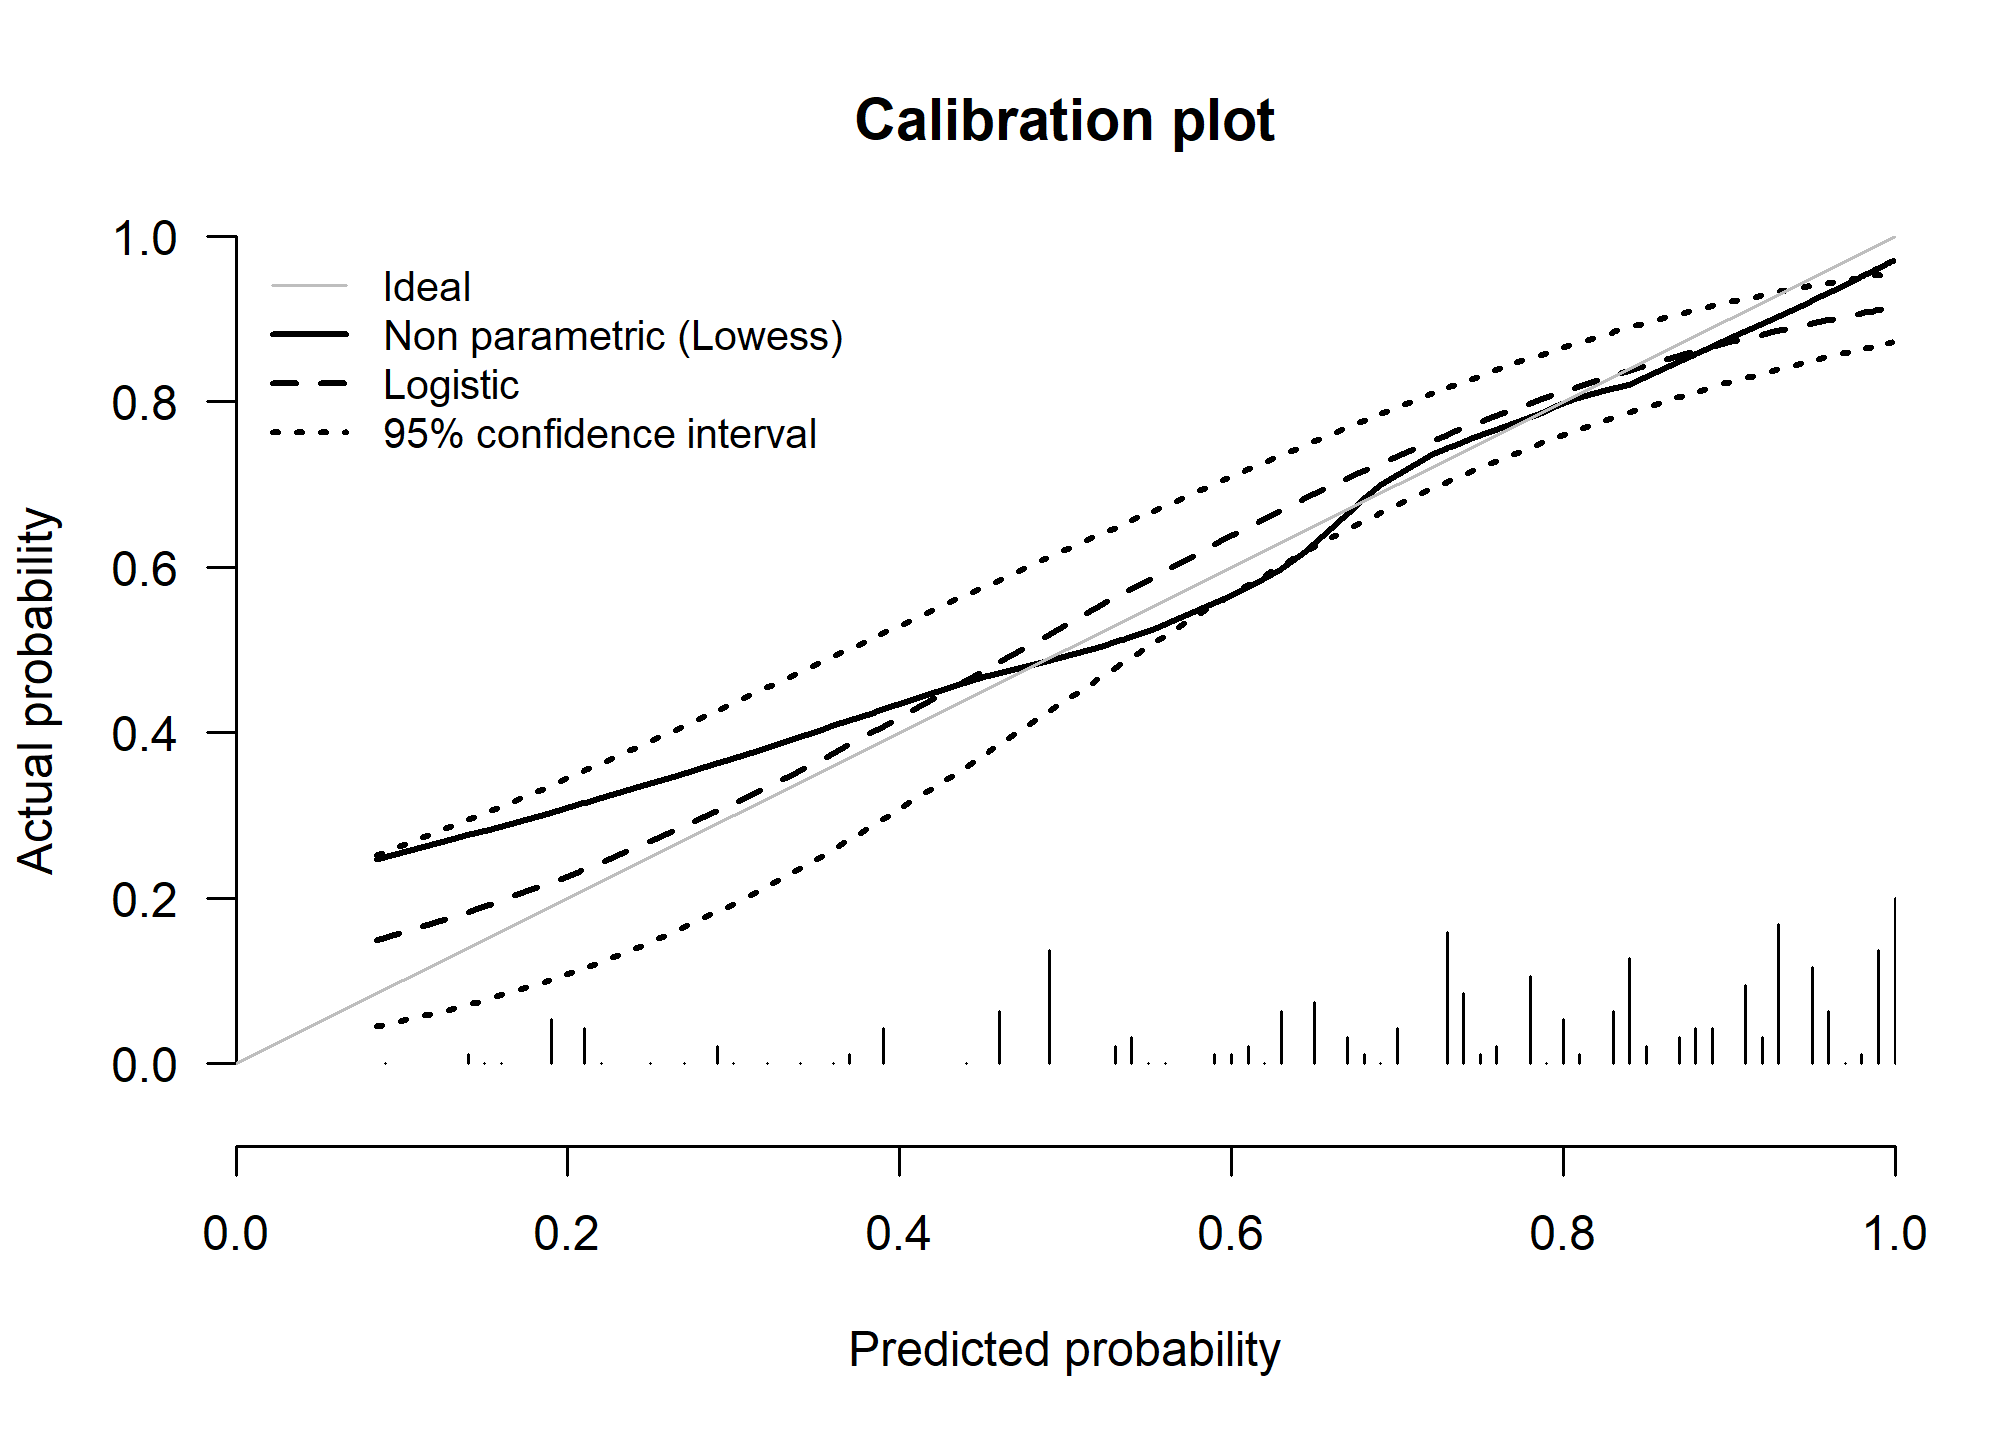 Calibration plot
1.0
0.8
0.6
0.4
0.2
0.0
Actual probability
Ideal
Non parametric (Lowess)
Logistic
95% confidence interval
0.0 0.2 0.4 0.6 0.8 1.0
Predicted probability